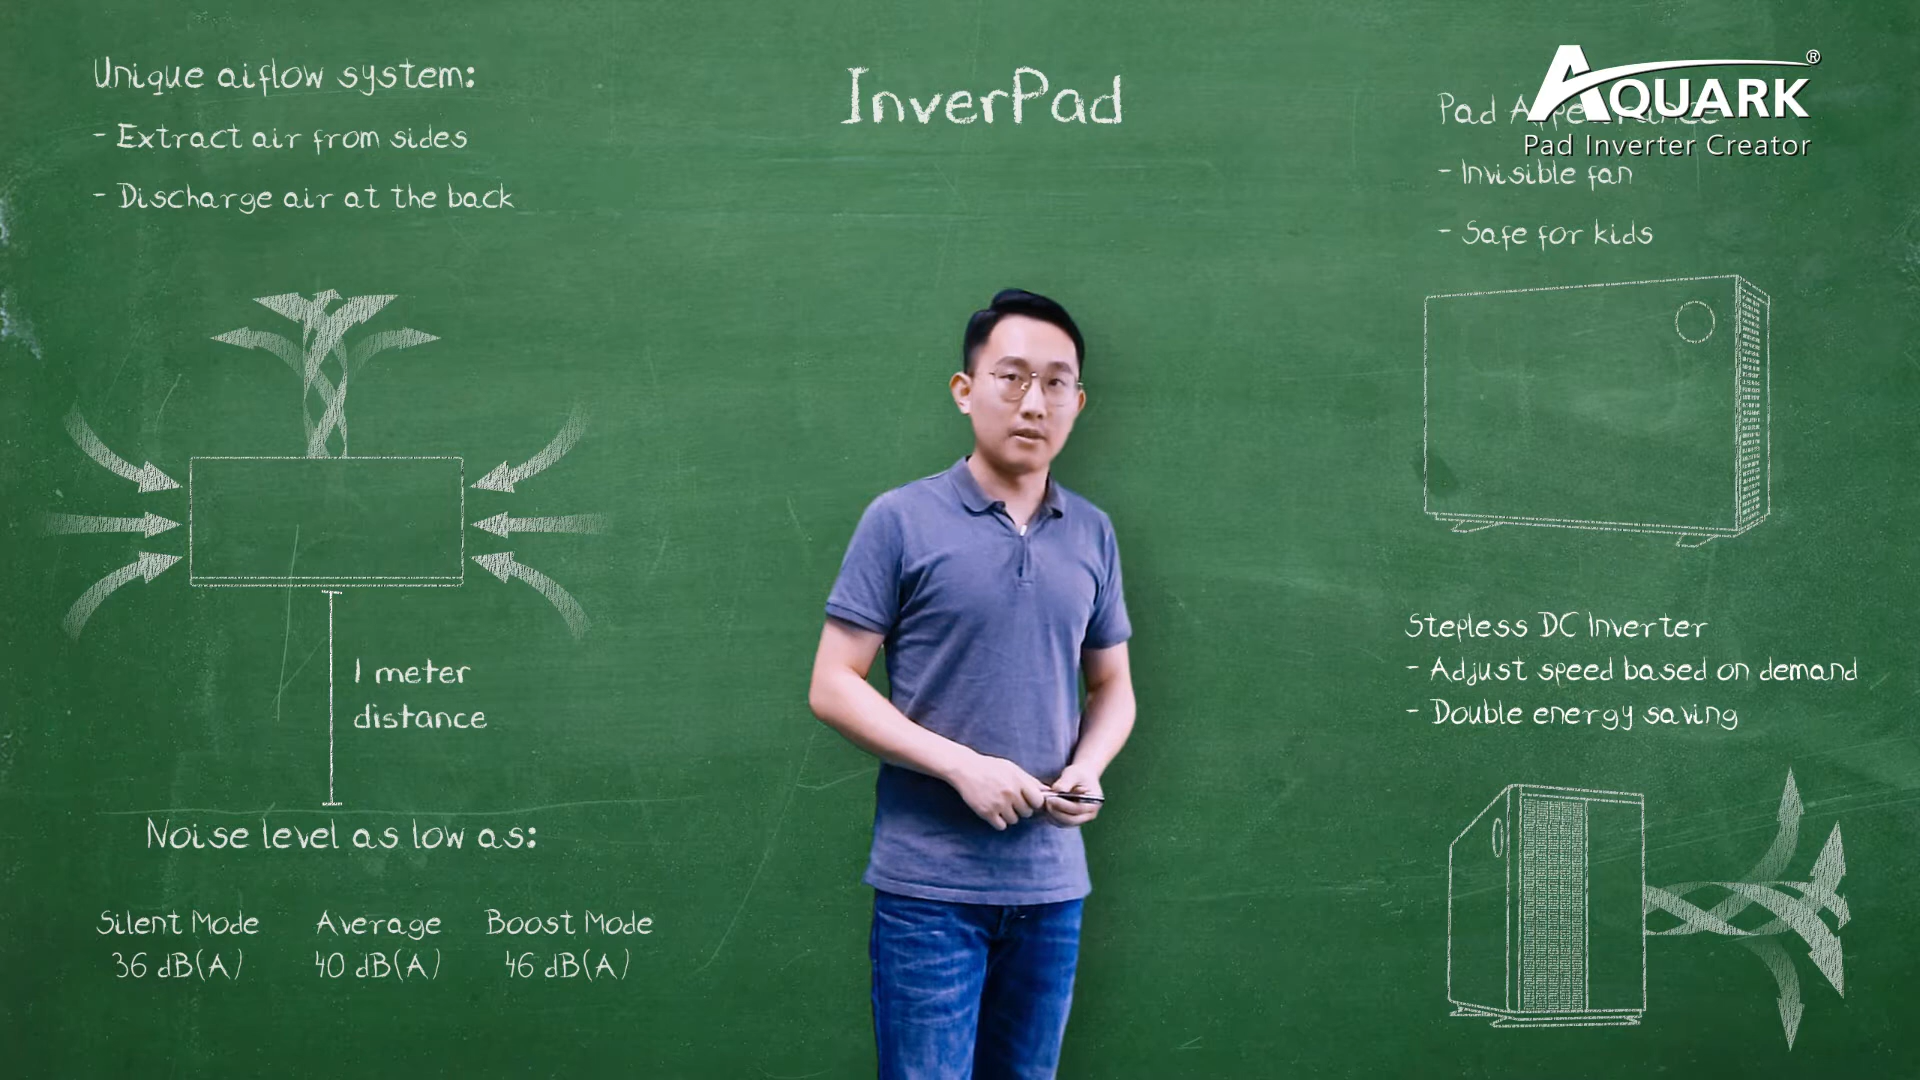 Unique aiflow system:
- Extract air from sides
- Discharge air at the back
1 meter
distance
Noise level as low as:
Silent Mode Average Boost Mode
36 dB(A) 40 dB(A) 46 dB(A)
InverPad
AQUARK®
Pad Inverter Creator
Pad
- Invisible fan
- Safe for kids
Stepless DC Inverter
- Adjust speed based on demand
- Double energy saving